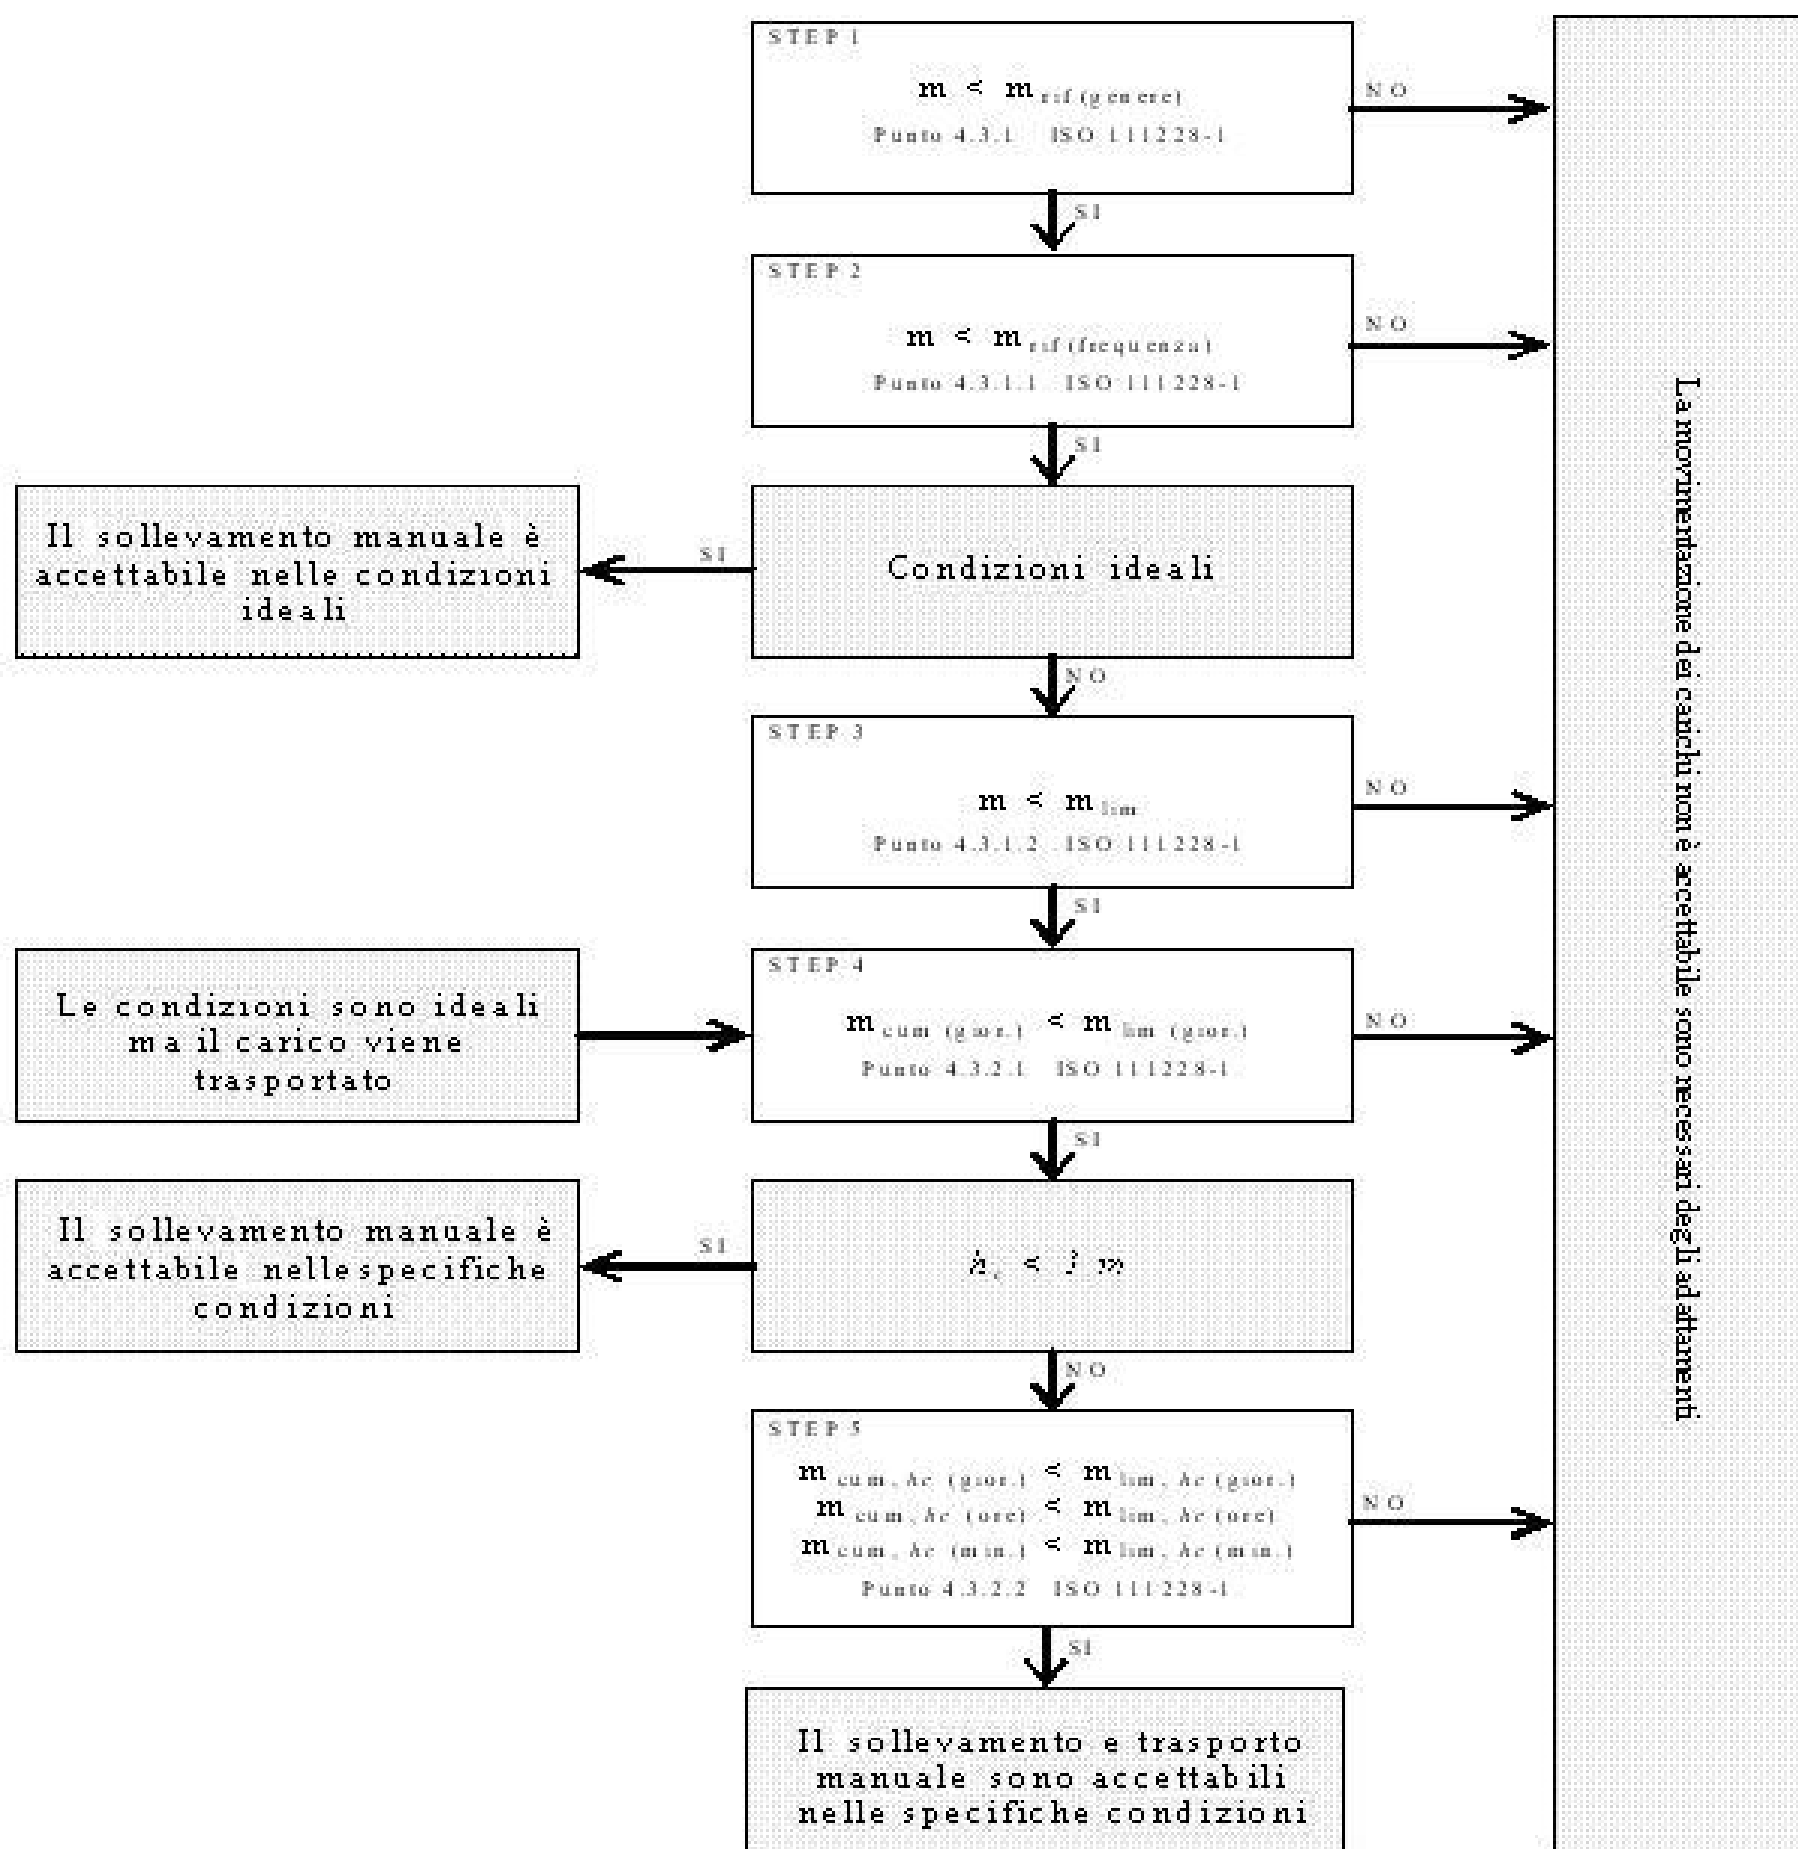 STEP 1
m < m rif (genere)
Punto 4.3.1 ISO 111228-1
NO
SI
STEP 2
m < m rif (frequenza)
Punto 4.3.1.1 ISO 111228-1
NO
SI
Il sollevamento manuale è
accettabile nelle condizioni
ideali
SI
Condizioni ideali
NO
STEP 3
m < m lim
Punto 4.3.1.2 ISO 111228-1
NO
SI
Le condizioni sono ideali
ma il carico viene
trasportato
STEP 4
m cum (gior.) < m lim (gior.)
Punto 4.3.2.1 ISO 111228-1
NO
SI
Il sollevamento manuale è
accettabile nelle specifiche
condizioni
SI
h c < 1 m
NO
STEP 5
m cum, hc (gior.) < m lim, hc (gior.)
m cum, hc (ore) < m lim, hc (ore)
m cum, hc (min.) < m lim, hc (min.)
Punto 4.3.2.2 ISO 111228-1
NO
SI
Il sollevamento e trasporto
manuale sono accettabili
nelle specifiche condizioni
La movimentazione dei carichi non è accettabile sono necessari degli adattamenti